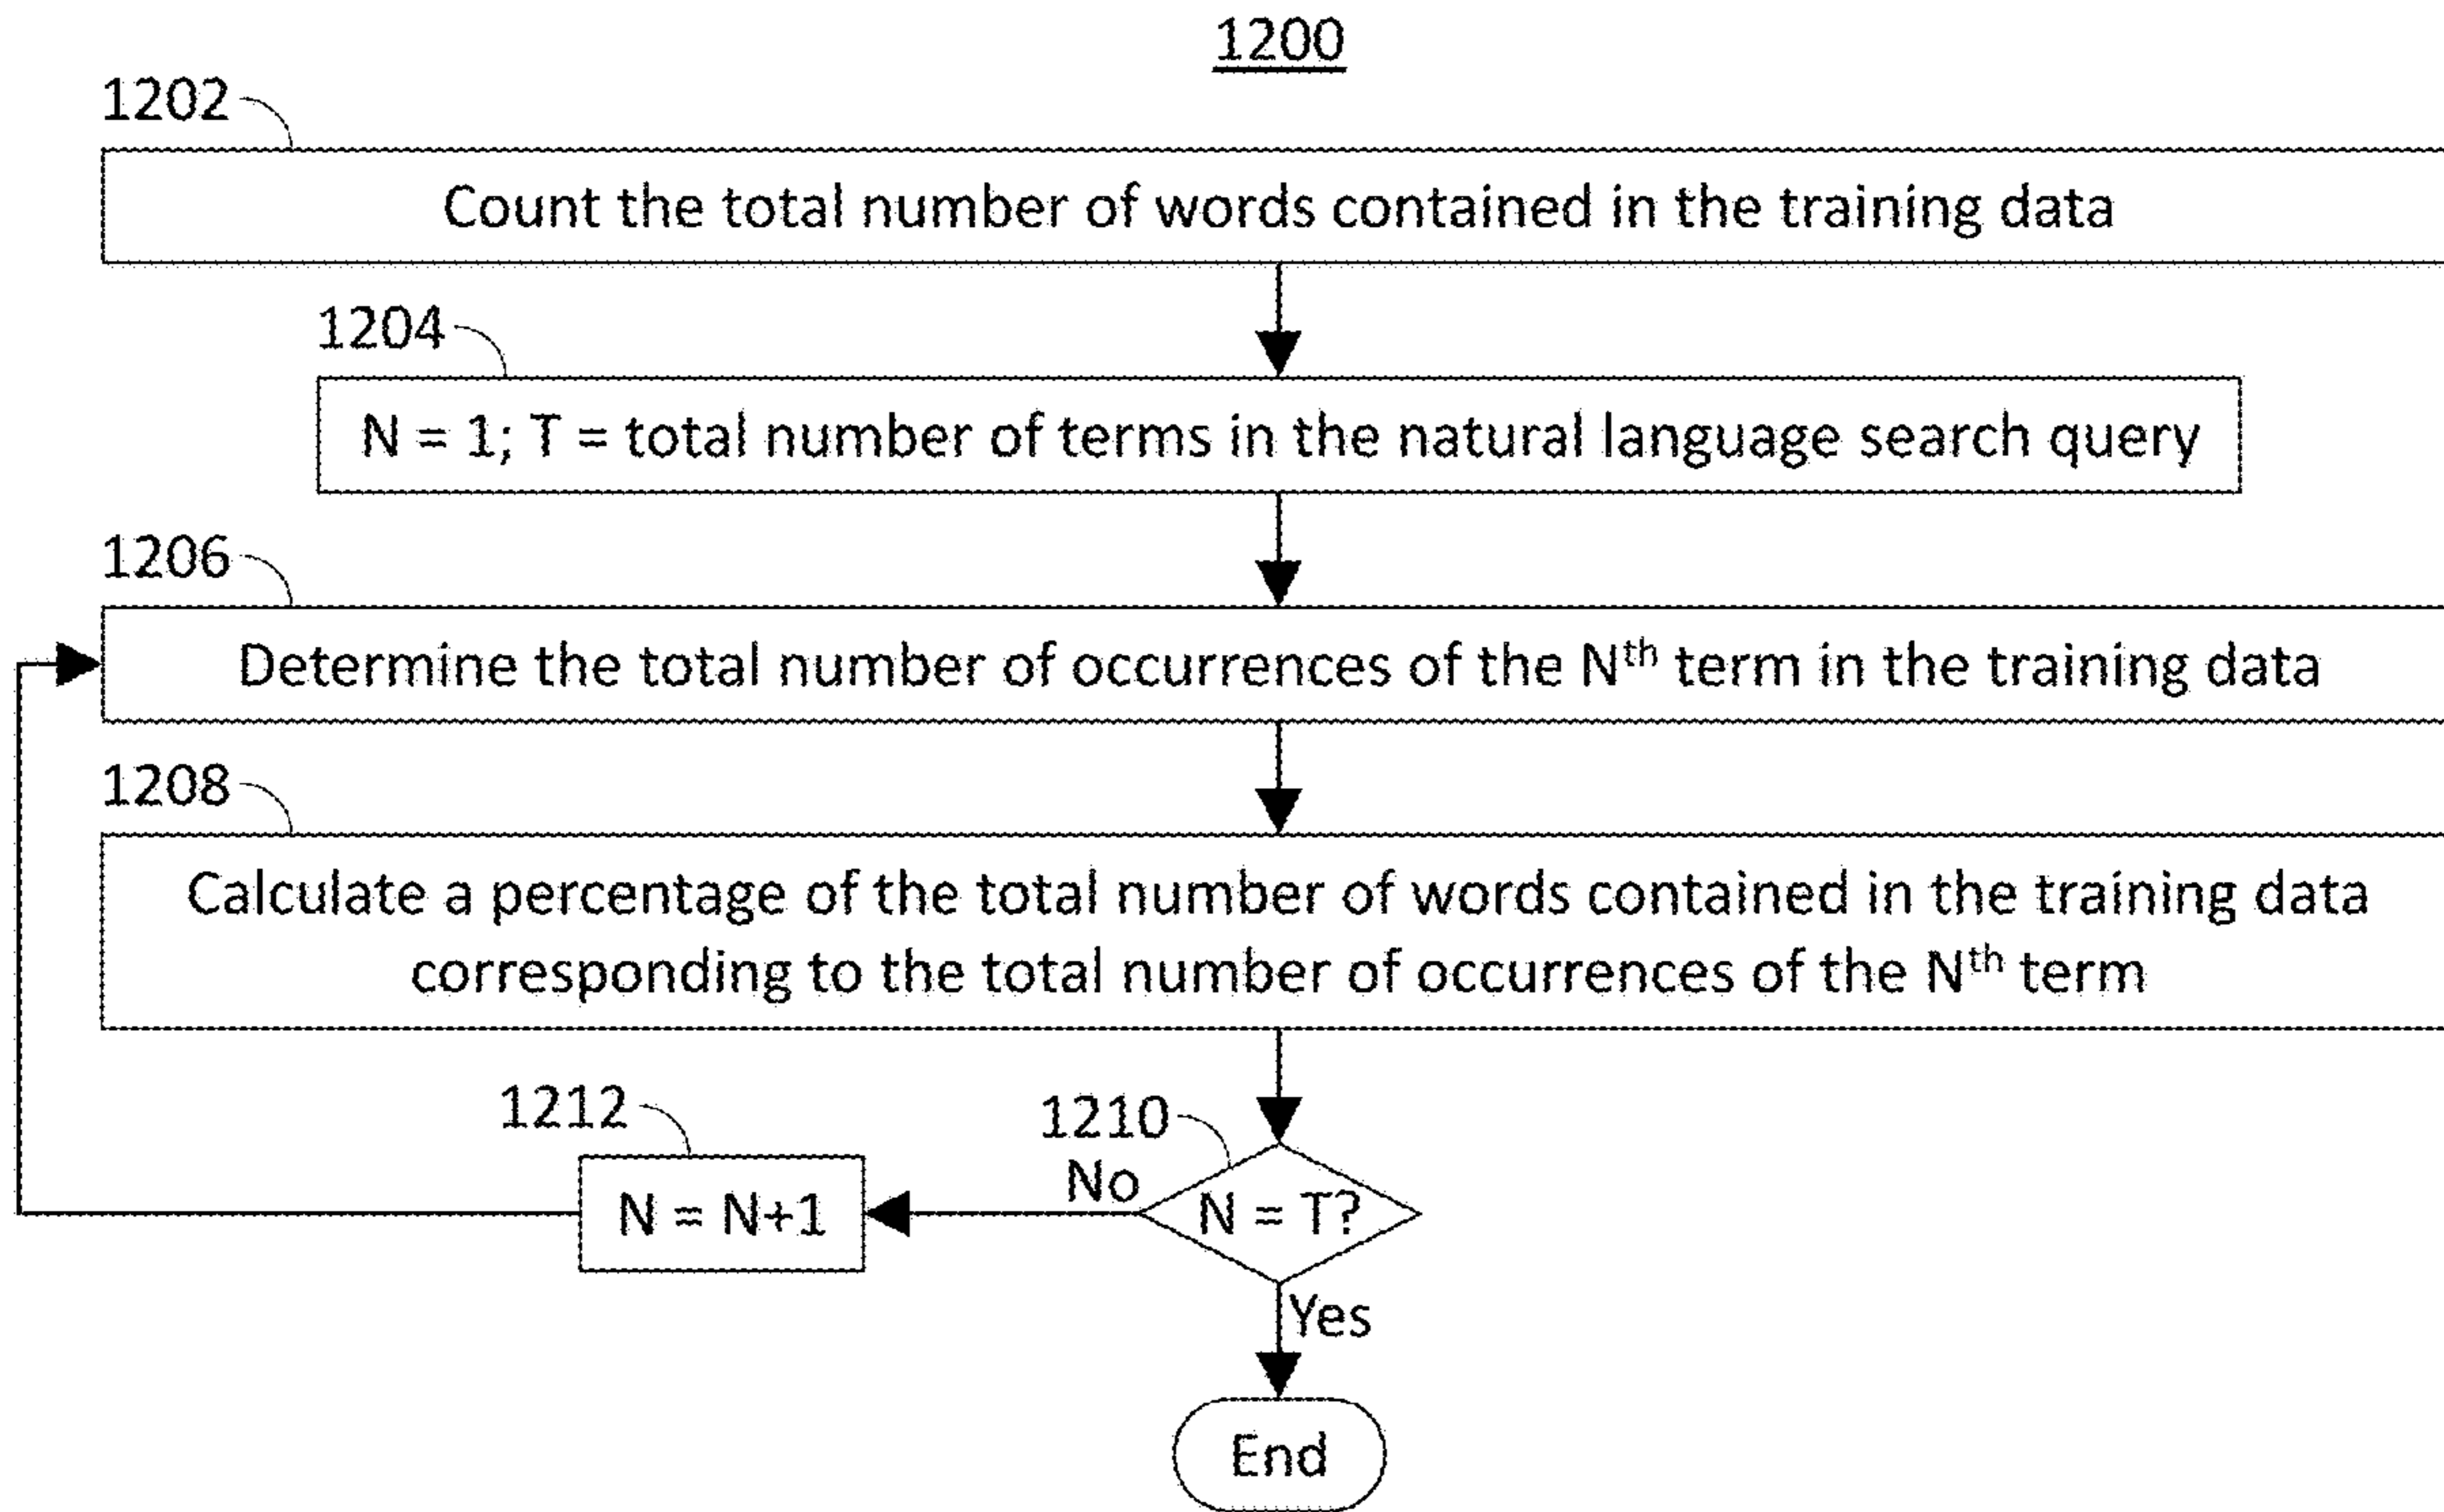 1200
1202
Count the total number of words contained in the training data
1204
N = 1; T = total number of terms in the natural language search query
1206
Determine the total number of occurrences of the Nth term in the training data
1208
Calculate a percentage of the total number of words contained in the training data
corresponding to the total number of occurrences of the Nth term
1212
1210
No
N = N+1
N = T?
Yes
End